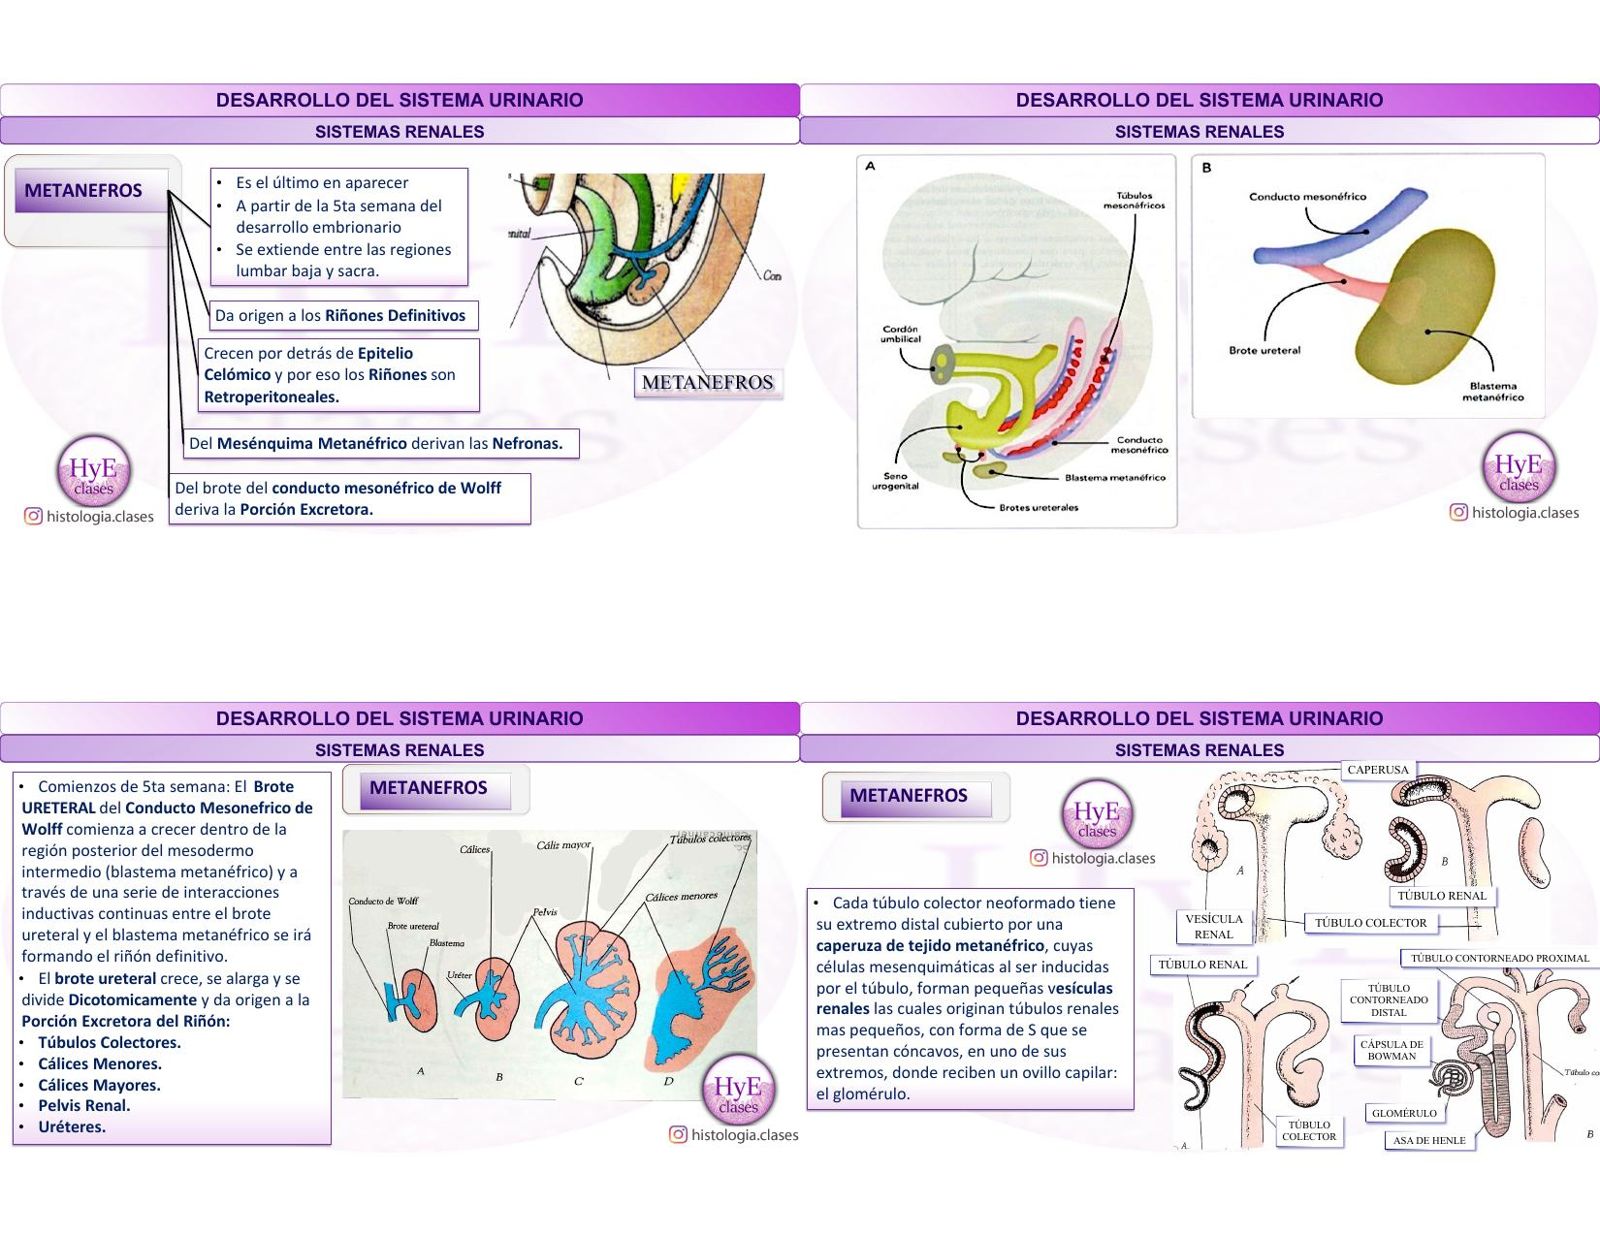 DESARROLLO DEL SISTEMA URINARIO
SISTEMAS RENALES
METANEFROS
• Es el último en aparecer
• A partir de la 5ta semana del
desarrollo embrionario
• Se extiende entre las regiones
lumbar baja y sacra.
Da origen a los Riñones Definitivos
Crecen por detrás de Epitelio
Celómico y por eso los Riñones son
Retroperitoneales.
Del Mesénquima Metanéfrico derivan las Nefronas.
Del brote del conducto mesonéfrico de Wolff
deriva la Porción Excretora.
Con
METANEFROS
HyE
clases
histologia.clases
DESARROLLO DEL SISTEMA URINARIO
SISTEMAS RENALES
A
Túbulos
mesonéfricos
Cordón
umbilical
Conducto
mesonéfrico
Seno
urogenital
Blastema metanéfrico
Brotes ureterales
B
Conducto mesonéfrico
Brote ureteral
Blastema
metanéfrico
HyE
clases
histologia.clases
DESARROLLO DEL SISTEMA URINARIO
SISTEMAS RENALES
• Comienzos de 5ta semana: El Brote
URETERAL del Conducto Mesonefrico de
Wolff comienza a crecer dentro de la
región posterior del mesodermo
intermedio (blastema metanéfrico) y a
través de una serie de interacciones
inductivas continuas entre el brote
ureteral y el blastema metanéfrico se irá
formando el riñón definitivo.
• El brote ureteral crece, se alarga y se
divide Dicotomicamente y da origen a la
Porción Excretora del Riñón:
• Túbulos Colectores.
• Cálices Menores.
• Cálices Mayores.
• Pelvis Renal.
• Uréteres.
METANEFROS
Cálices
Cáliz mayor
Túbulos colectores
Conducto de Wolff
Brote ureteral
Blastema
Pelvis
Cálices menores
Uréter
A
B
C
D
HyE
clases
histologia.clases
DESARROLLO DEL SISTEMA URINARIO
SISTEMAS RENALES
METANEFROS
HyE
clases
histologia.clases
• Cada túbulo colector neoformado tiene
su extremo distal cubierto por una
caperuza de tejido metanéfrico, cuyas
células mesenquimáticas al ser inducidas
por el túbulo, forman pequeñas vesículas
renales las cuales originan túbulos renales
mas pequeños, con forma de S que se
presentan cóncavos, en uno de sus
extremos, donde reciben un ovillo capilar:
el glomérulo.
CAPERUSA
A
B
TÚBULO RENAL
VESÍCULA
RENAL
TÚBULO COLECTOR
TÚBULO RENAL
TÚBULO CONTORNEADO PROXIMAL
TÚBULO
CONTORNEADO
DISTAL
CÁPSULA DE
BOWMAN
Túbulo co
GLOMÉRULO
TÚBULO
COLECTOR
ASA DE HENLE
A
B